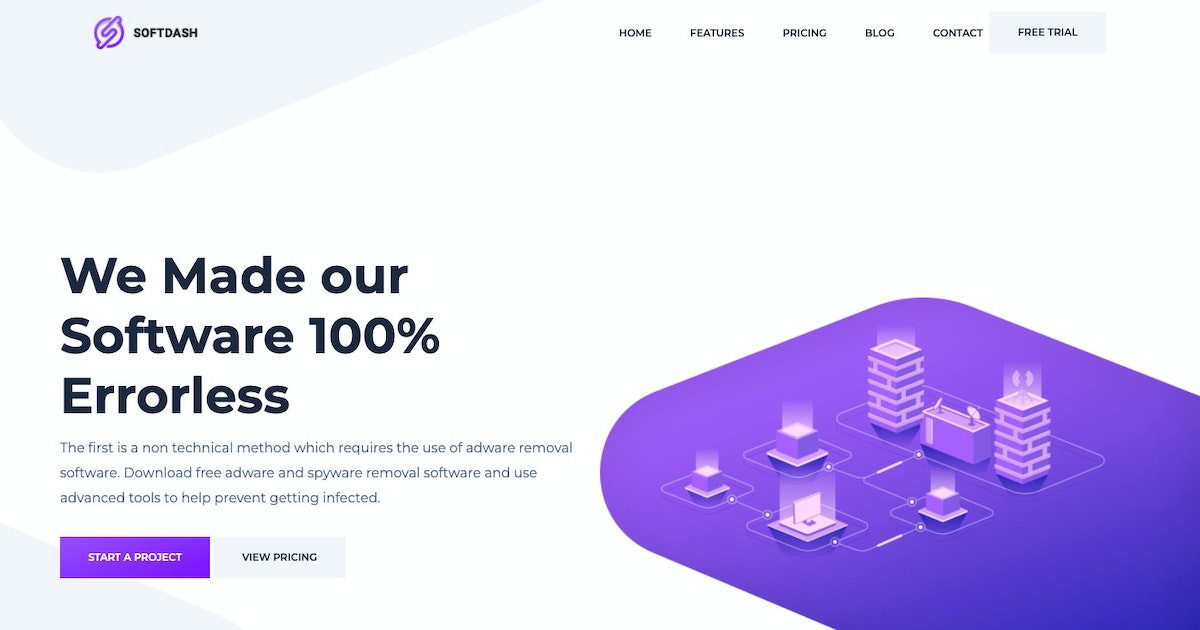 SOFTDASH
HOME FEATURES PRICING BLOG CONTACT FREE TRIAL
We Made our
Software 100%
Errorless
The first is a non technical method which requires the use of adware removal
software. Download free adware and spyware removal software and use
advanced tools to help prevent getting infected.
START A PROJECT VIEW PRICING